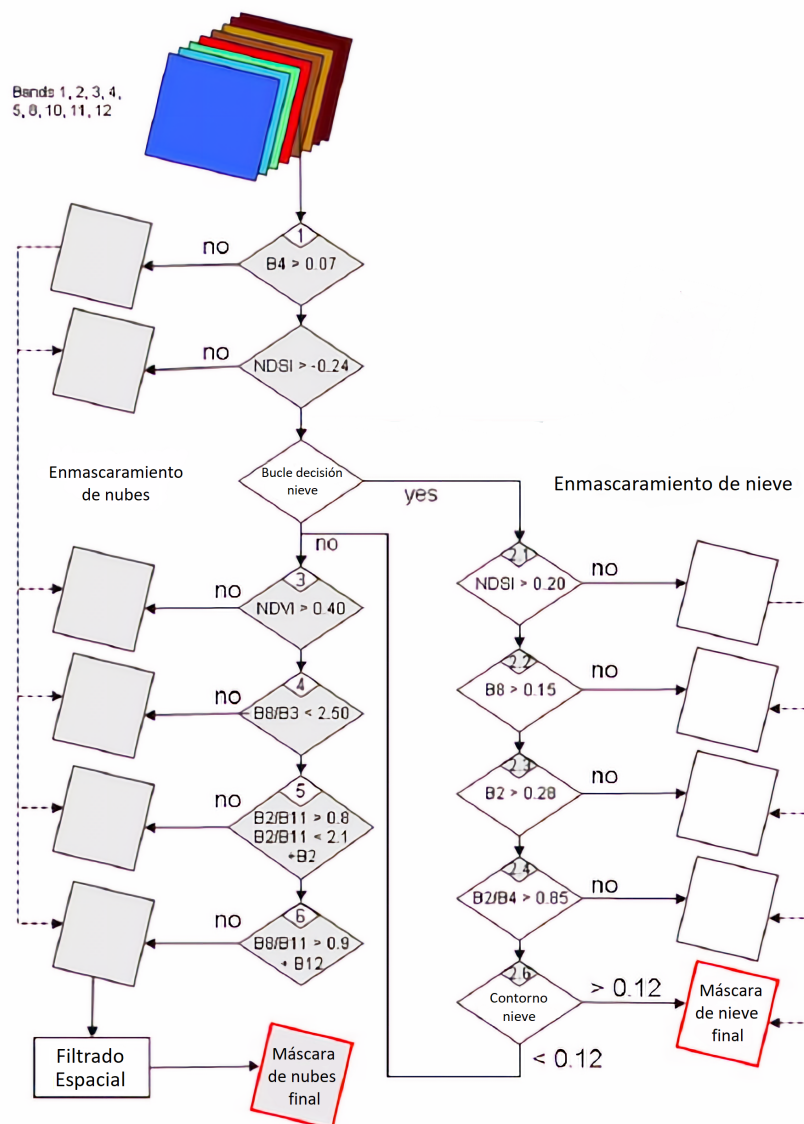 Bands 1, 2, 3, 4,
5, 8, 10, 11, 12
1
no
B4 > 0.07
no
NDSI > -0.24
Enmascaramiento
de nubes
Bucle decisión
nieve
yes
Enmascaramiento de nieve
no
2.1
no
NDSI > 0.20
3
no
NDVI > 0.40
2.2
no
B8 > 0.15
4
no
B8/B3 < 2.50
2.3
no
B2 > 0.28
5
no
B2/B11 > 0.8
B2/B11 < 2.1
+B2
2.4
no
B2/B4 > 0.85
6
no
B8/B11 > 0.9
+ B12
2.6
Contorno
nieve
> 0.12
Máscara
de nieve
final
< 0.12
Filtrado
Espacial
Máscara
de nubes
final